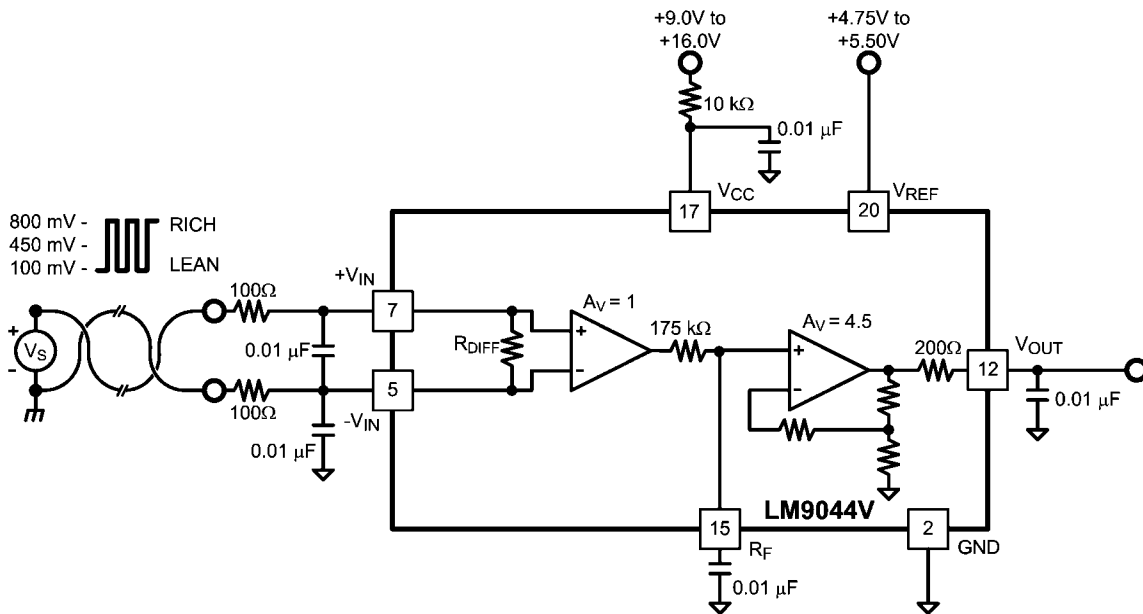 +9.0V to
+16.0V
+4.75V to
+5.50V
10 kΩ
0.01 µF
VCC
VREF
17
20
800 mV -
450 mV -
100 mV -
RICH
LEAN
+VIN
100Ω
7
AV = 1
AV = 4.5
175 kΩ
RDIFF
200Ω
VOUT
+
VS
-
0.01 µF
+
-
+
-
12
0.01 µF
5
100Ω
-VIN
0.01 µF
LM9044V
15
2
RF
GND
0.01 µF